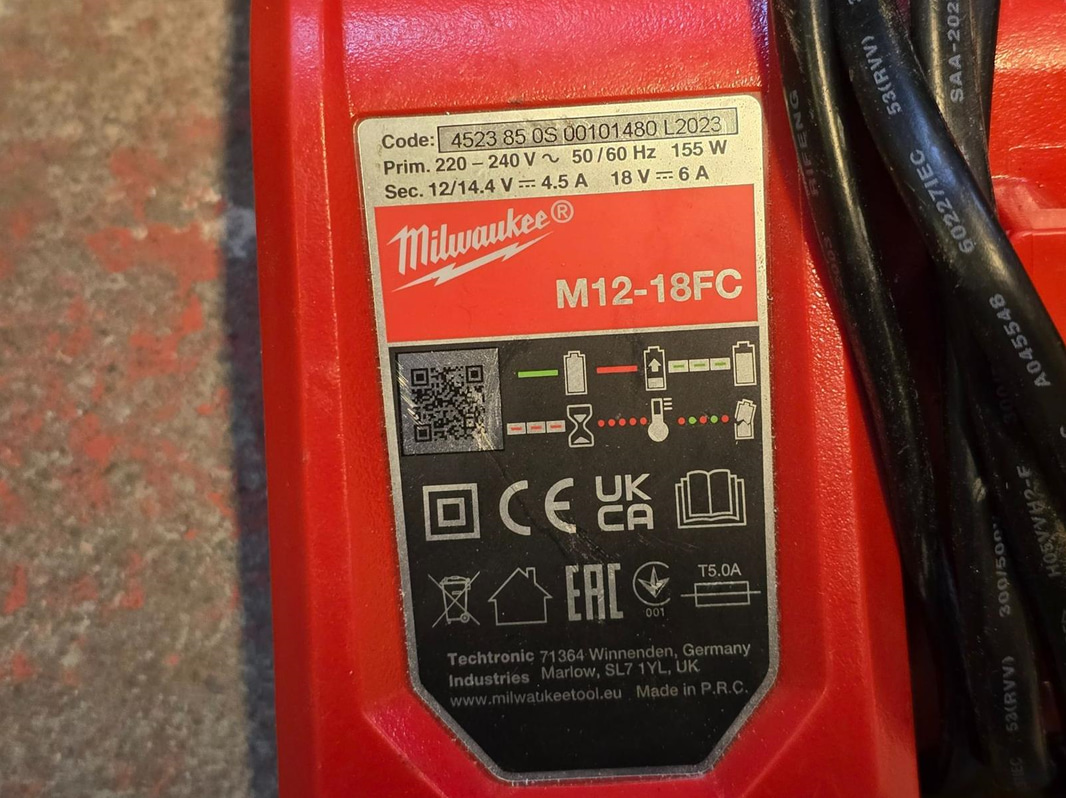 Code: 4523 85 0S 00101480 L2023
Prim. 220 – 240 V ~ 50/60 Hz 155 W
Sec. 12/14.4 V ⎓ 4.5 A 18 V ⎓ 6 A
Milwaukee®
M12-18FC
CE UK CA
EAC
001
T5.0A
Techtronic Industries
71364 Winnenden, Germany
Marlow, SL7 1YL, UK
www.milwaukeetool.eu Made in P.R.C.
53(RVV)
SAA-202
60227IEC
A045548
300/500
53(RVV)